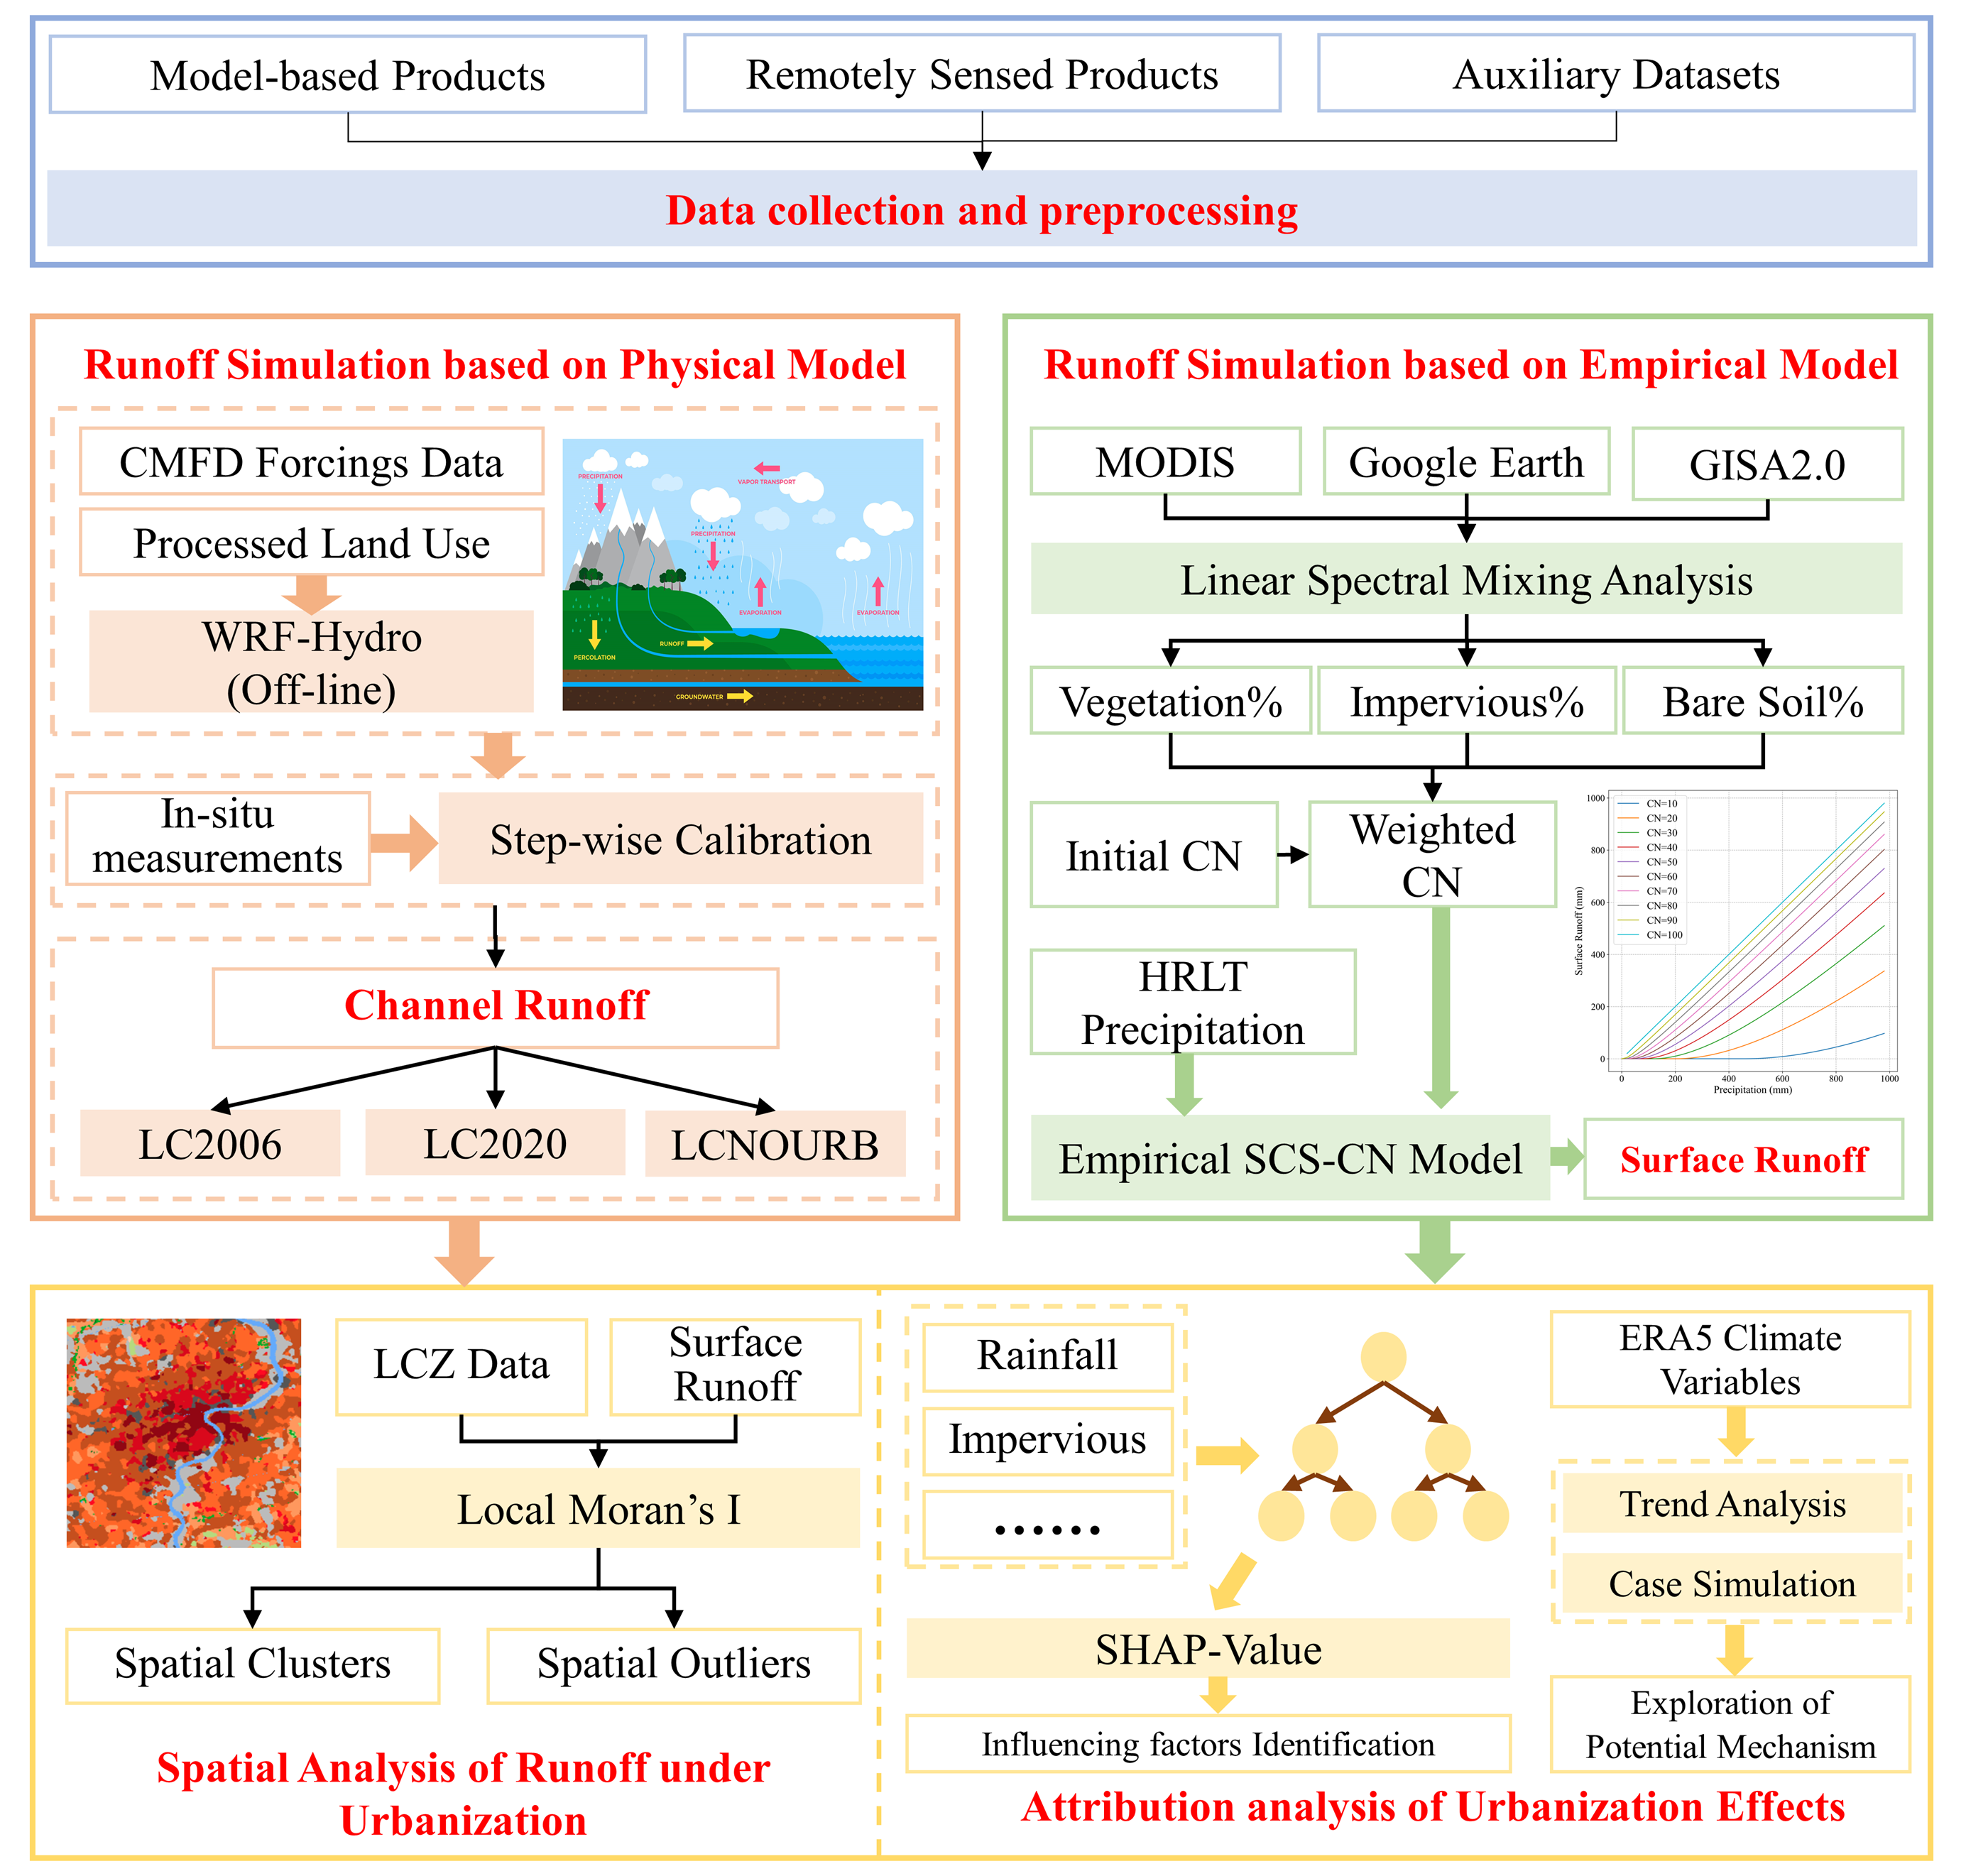 Model-based Products
Remotely Sensed Products
Auxiliary Datasets
Data collection and preprocessing
Runoff Simulation based on Physical Model
CMFD Forcings Data
Processed Land Use
WRF-Hydro
(Off-line)
PRECIPITATION
VAPOR TRANSPORT
PRECIPITATION
EVAPORATION
EVAPORATION
RUNOFF
PERCOLATION
GROUNDWATER
In-situ
measurements
Step-wise Calibration
Channel Runoff
LC2006
LC2020
LCNOURB
Runoff Simulation based on Empirical Model
MODIS
Google Earth
GISA2.0
Linear Spectral Mixing Analysis
Vegetation%
Impervious%
Bare Soil%
Initial CN
Weighted
CN
HRLT
Precipitation
Empirical SCS-CN Model
Surface Runoff
CN=10
CN=20
CN=30
CN=40
CN=50
CN=60
CN=70
CN=80
CN=90
CN=100
Surface Runoff (mm)
1000
800
600
400
200
0
0
200
400
600
800
1000
Precipitation (mm)
LCZ Data
Surface
Runoff
Local Moran’s I
Spatial Clusters
Spatial Outliers
Spatial Analysis of Runoff under
Urbanization
Rainfall
Impervious
......
SHAP-Value
Influencing factors Identification
ERA5 Climate
Variables
Trend Analysis
Case Simulation
Exploration of
Potential Mechanism
Attribution analysis of Urbanization Effects